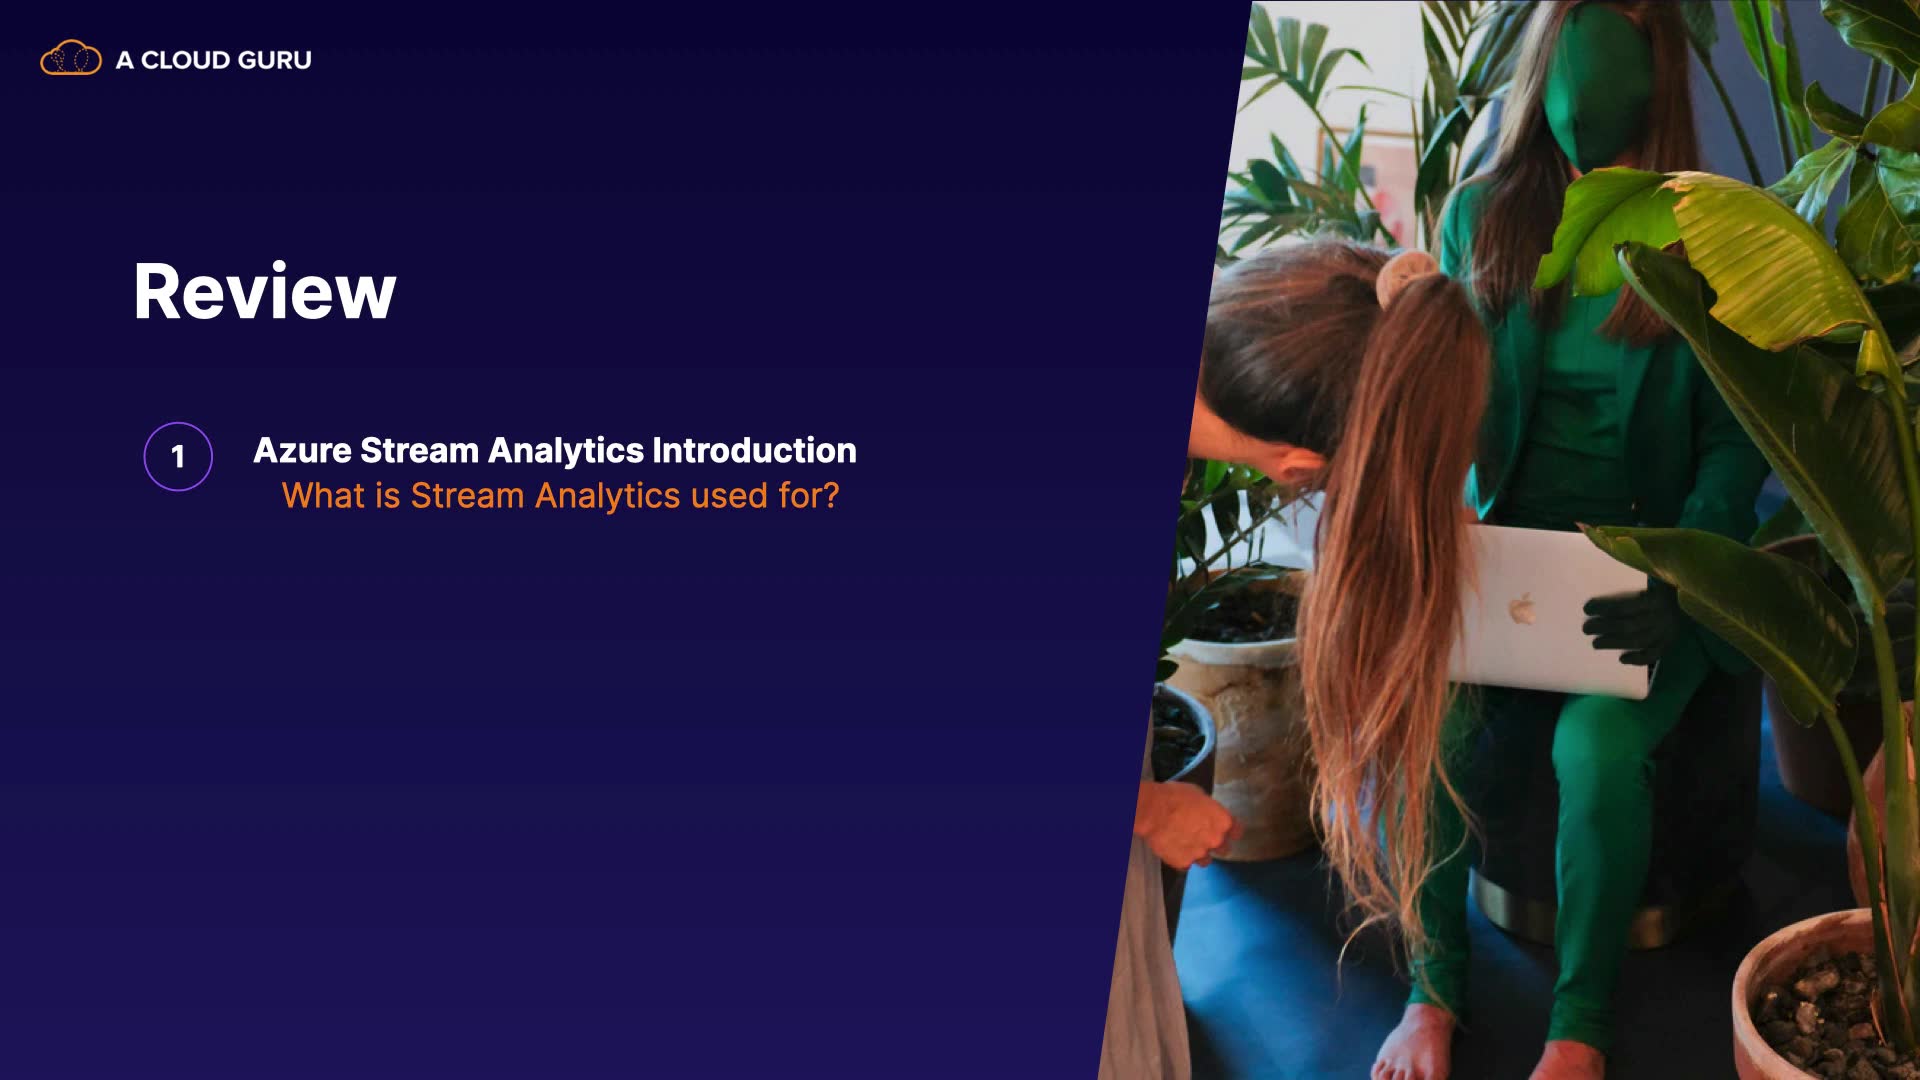 A CLOUD GURU
Review
1
Azure Stream Analytics Introduction
What is Stream Analytics used for?